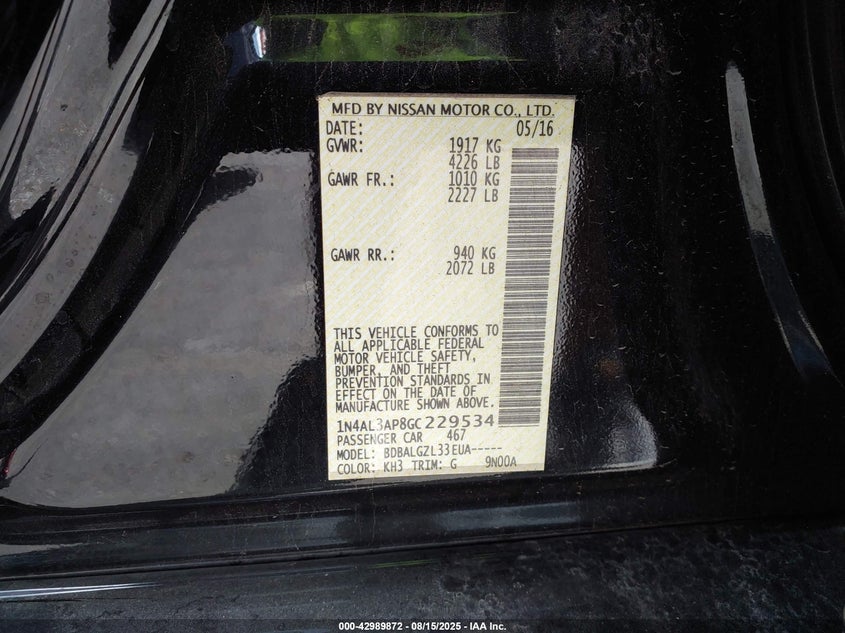 MFD BY NISSAN MOTOR CO., LTD.
DATE: 05/16
GVWR: 1917 KG
4226 LB
GAWR FR.: 1010 KG
2227 LB
GAWR RR.: 940 KG
2072 LB
THIS VEHICLE CONFORMS TO
ALL APPLICABLE FEDERAL
MOTOR VEHICLE SAFETY,
BUMPER, AND THEFT
PREVENTION STANDARDS IN
EFFECT ON THE DATE OF
MANUFACTURE SHOWN ABOVE.
1N4AL3AP8GC229534
PASSENGER CAR 467
MODEL: BDBALGZL33EUA-----
COLOR: KH3 TRIM: G 9N00A
000-42989872 - 08/15/2025 - IAA Inc.